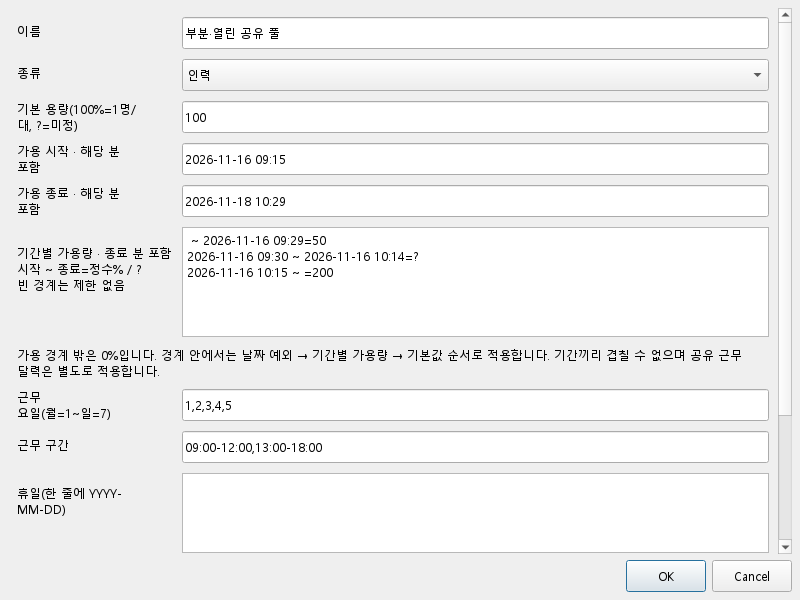 이름
부분·열린 공유 풀
종류
인력
기본 용량(100%=1명/
대, ?=미정)
100
가용 시작 · 해당 분
포함
2026-11-16 09:15
가용 종료 · 해당 분
포함
2026-11-18 10:29
기간별 가용량 · 종료 분 포함
시작 ~ 종료=정수% / ?
빈 경계는 제한 없음
~ 2026-11-16 09:29=50
2026-11-16 09:30 ~ 2026-11-16 10:14=?
2026-11-16 10:15 ~ =200
가용 경계 밖은 0%입니다. 경계 안에서는 날짜 예외 → 기간별 가용량 → 기본값 순서로 적용합니다. 기간끼리 겹칠 수 없으며 공유 근무
달력은 별도로 적용합니다.
근무
요일(월=1~일=7)
1,2,3,4,5
근무 구간
09:00-12:00,13:00-18:00
휴일(한 줄에 YYYY-
MM-DD)
OK
Cancel